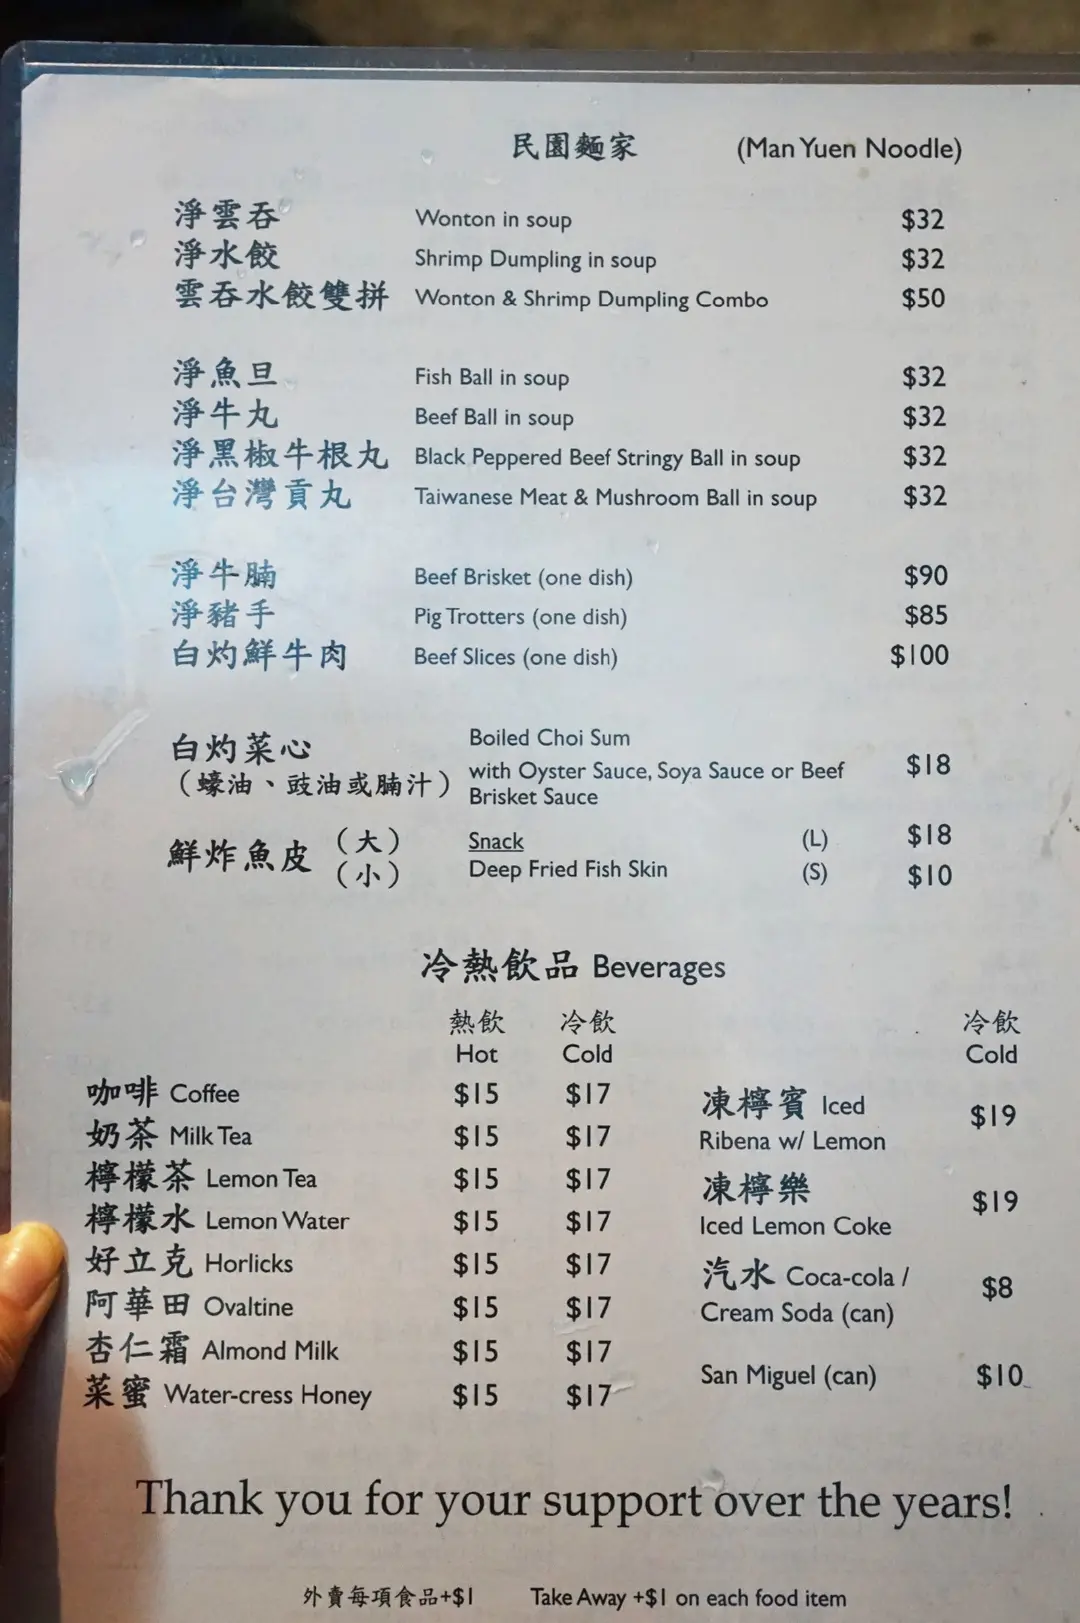 民園麵家 (Man Yuen Noodle)
淨雲吞 Wonton in soup $32
淨水餃 Shrimp Dumpling in soup $32
雲吞水餃雙拼 Wonton & Shrimp Dumpling Combo $50
淨魚旦 Fish Ball in soup $32
淨牛丸 Beef Ball in soup $32
淨黑椒牛根丸 Black Peppered Beef Stringy Ball in soup $32
淨台灣貢丸 Taiwanese Meat & Mushroom Ball in soup $32
淨牛腩 Beef Brisket (one dish) $90
淨豬手 Pig Trotters (one dish) $85
白灼鮮牛肉 Beef Slices (one dish) $100
白灼菜心 Boiled Choi Sum
（蠔油、豉油或腩汁） with Oyster Sauce, Soya Sauce or Beef $18
Brisket Sauce
鮮炸魚皮 （大） Snack (L) $18
（小） Deep Fried Fish Skin (S) $10
冷熱飲品 Beverages
熱飲 冷飲 冷飲
Hot Cold Cold
咖啡 Coffee $15 $17
奶茶 Milk Tea $15 $17
檸檬茶 Lemon Tea $15 $17
檸檬水 Lemon Water $15 $17
好立克 Horlicks $15 $17
阿華田 Ovaltine $15 $17
杏仁霜 Almond Milk $15 $17
菜蜜 Water-cress Honey $15 $17
凍檸賓 Iced $19
Ribena w/ Lemon
凍檸樂 $19
Iced Lemon Coke
汽水 Coca-cola / $8
Cream Soda (can)
San Miguel (can) $10
Thank you for your support over the years!
外賣每項食品+$1 Take Away +$1 on each food item